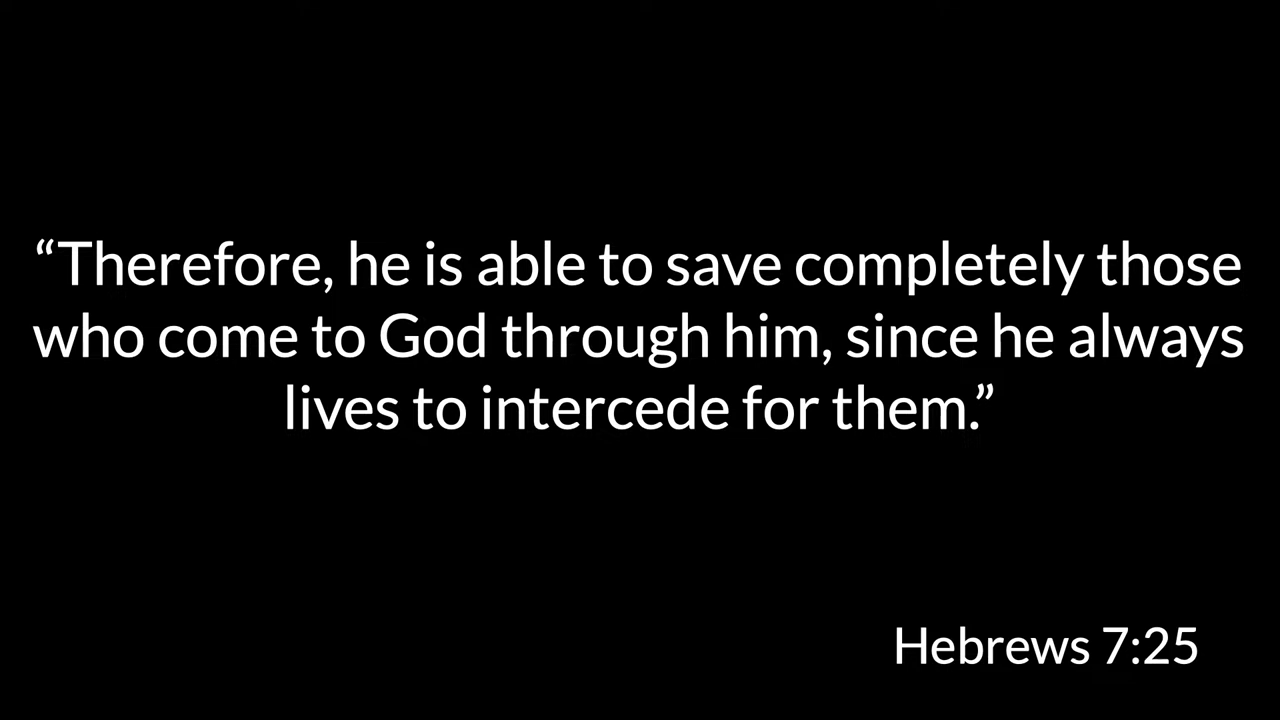 “Therefore, he is able to save completely those
who come to God through him, since he always
lives to intercede for them.”
Hebrews 7:25